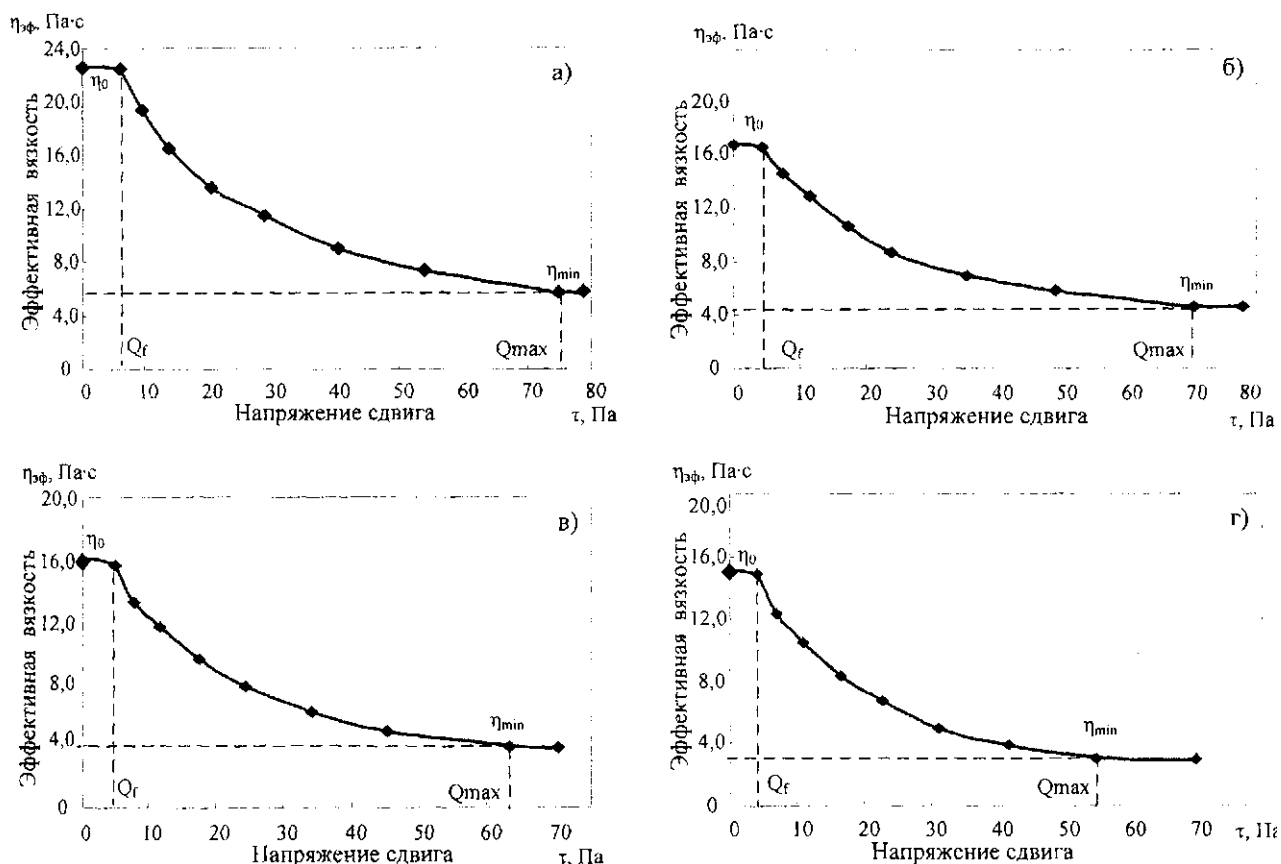 η₃ф, Па·с
24,0
20,0
16,0
12,0
8,0
4,0
0
Эффективная вязкость
а)
η₀
ηmin
Qf
Qmax
0 10 20 30 40 50 60 70 80
Напряжение сдвига τ, Па
ηэф, Па·с
20,0
16,0
12,0
8,0
4,0
0
Эффективная вязкость
б)
η₀
ηmin
Qf
Qmax
0 10 20 30 40 50 60 70 80
Напряжение сдвига τ, Па
ηэф, Па·с
20,0
16,0
12,0
8,0
4,0
0
Эффективная вязкость
в)
η₀
ηmin
Qf
Qmax
0 10 20 30 40 50 60 70
Напряжение сдвига τ, Па
ηэф, Па·с
20,0
16,0
12,0
8,0
4,0
0
Эффективная вязкость
г)
η₀
ηmin
Qf
Qmax
0 10 20 30 40 50 60 70 τ, Па
Напряжение сдвига